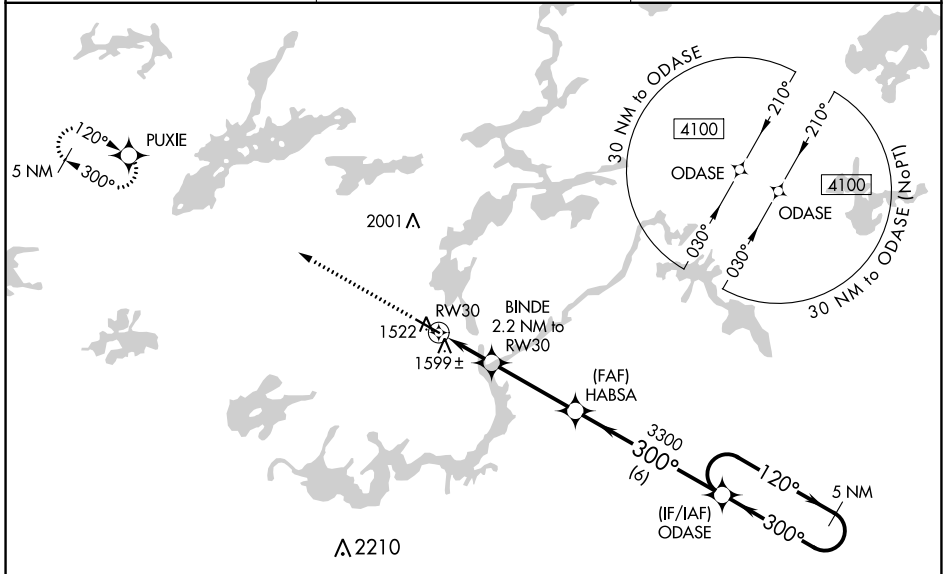 30 NM to ODASE
210°
210°
4100
ODASE
4100
ODASE
030°
030°
30 NM to ODASE (NoPT)
120°
PUXIE
5 NM
300°
2001
RW30
1522
1599 ±
BINDE
2.2 NM to
RW30
(FAF)
HABSA
3300
300°
(6)
120°
5 NM
(IF/IAF)
ODASE
300°
2210